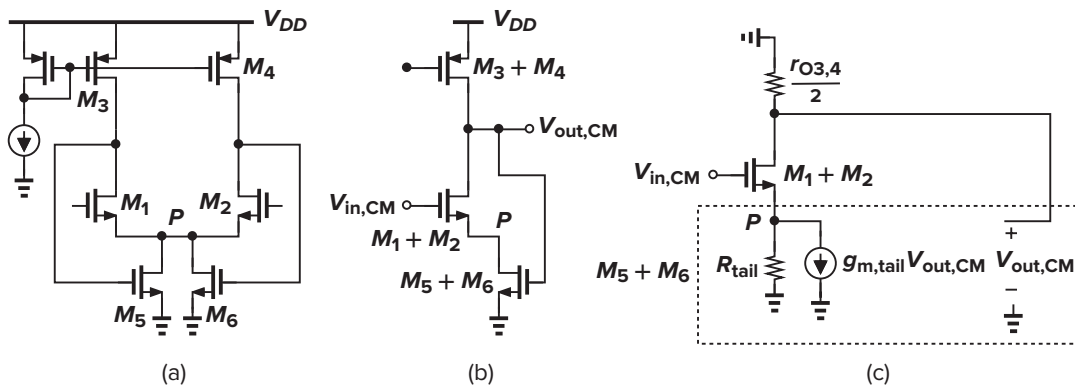 V_DD
M_3
M_4
M_1
M_2
P
M_5
M_6
(a)
V_DD
M_3 + M_4
V_out,CM
V_in,CM
P
M_1 + M_2
M_5 + M_6
(b)
r_O3,4
2
V_in,CM
M_1 + M_2
P
+
M_5 + M_6
R_tail
g_m,tail V_out,CM
V_out,CM
−
(c)